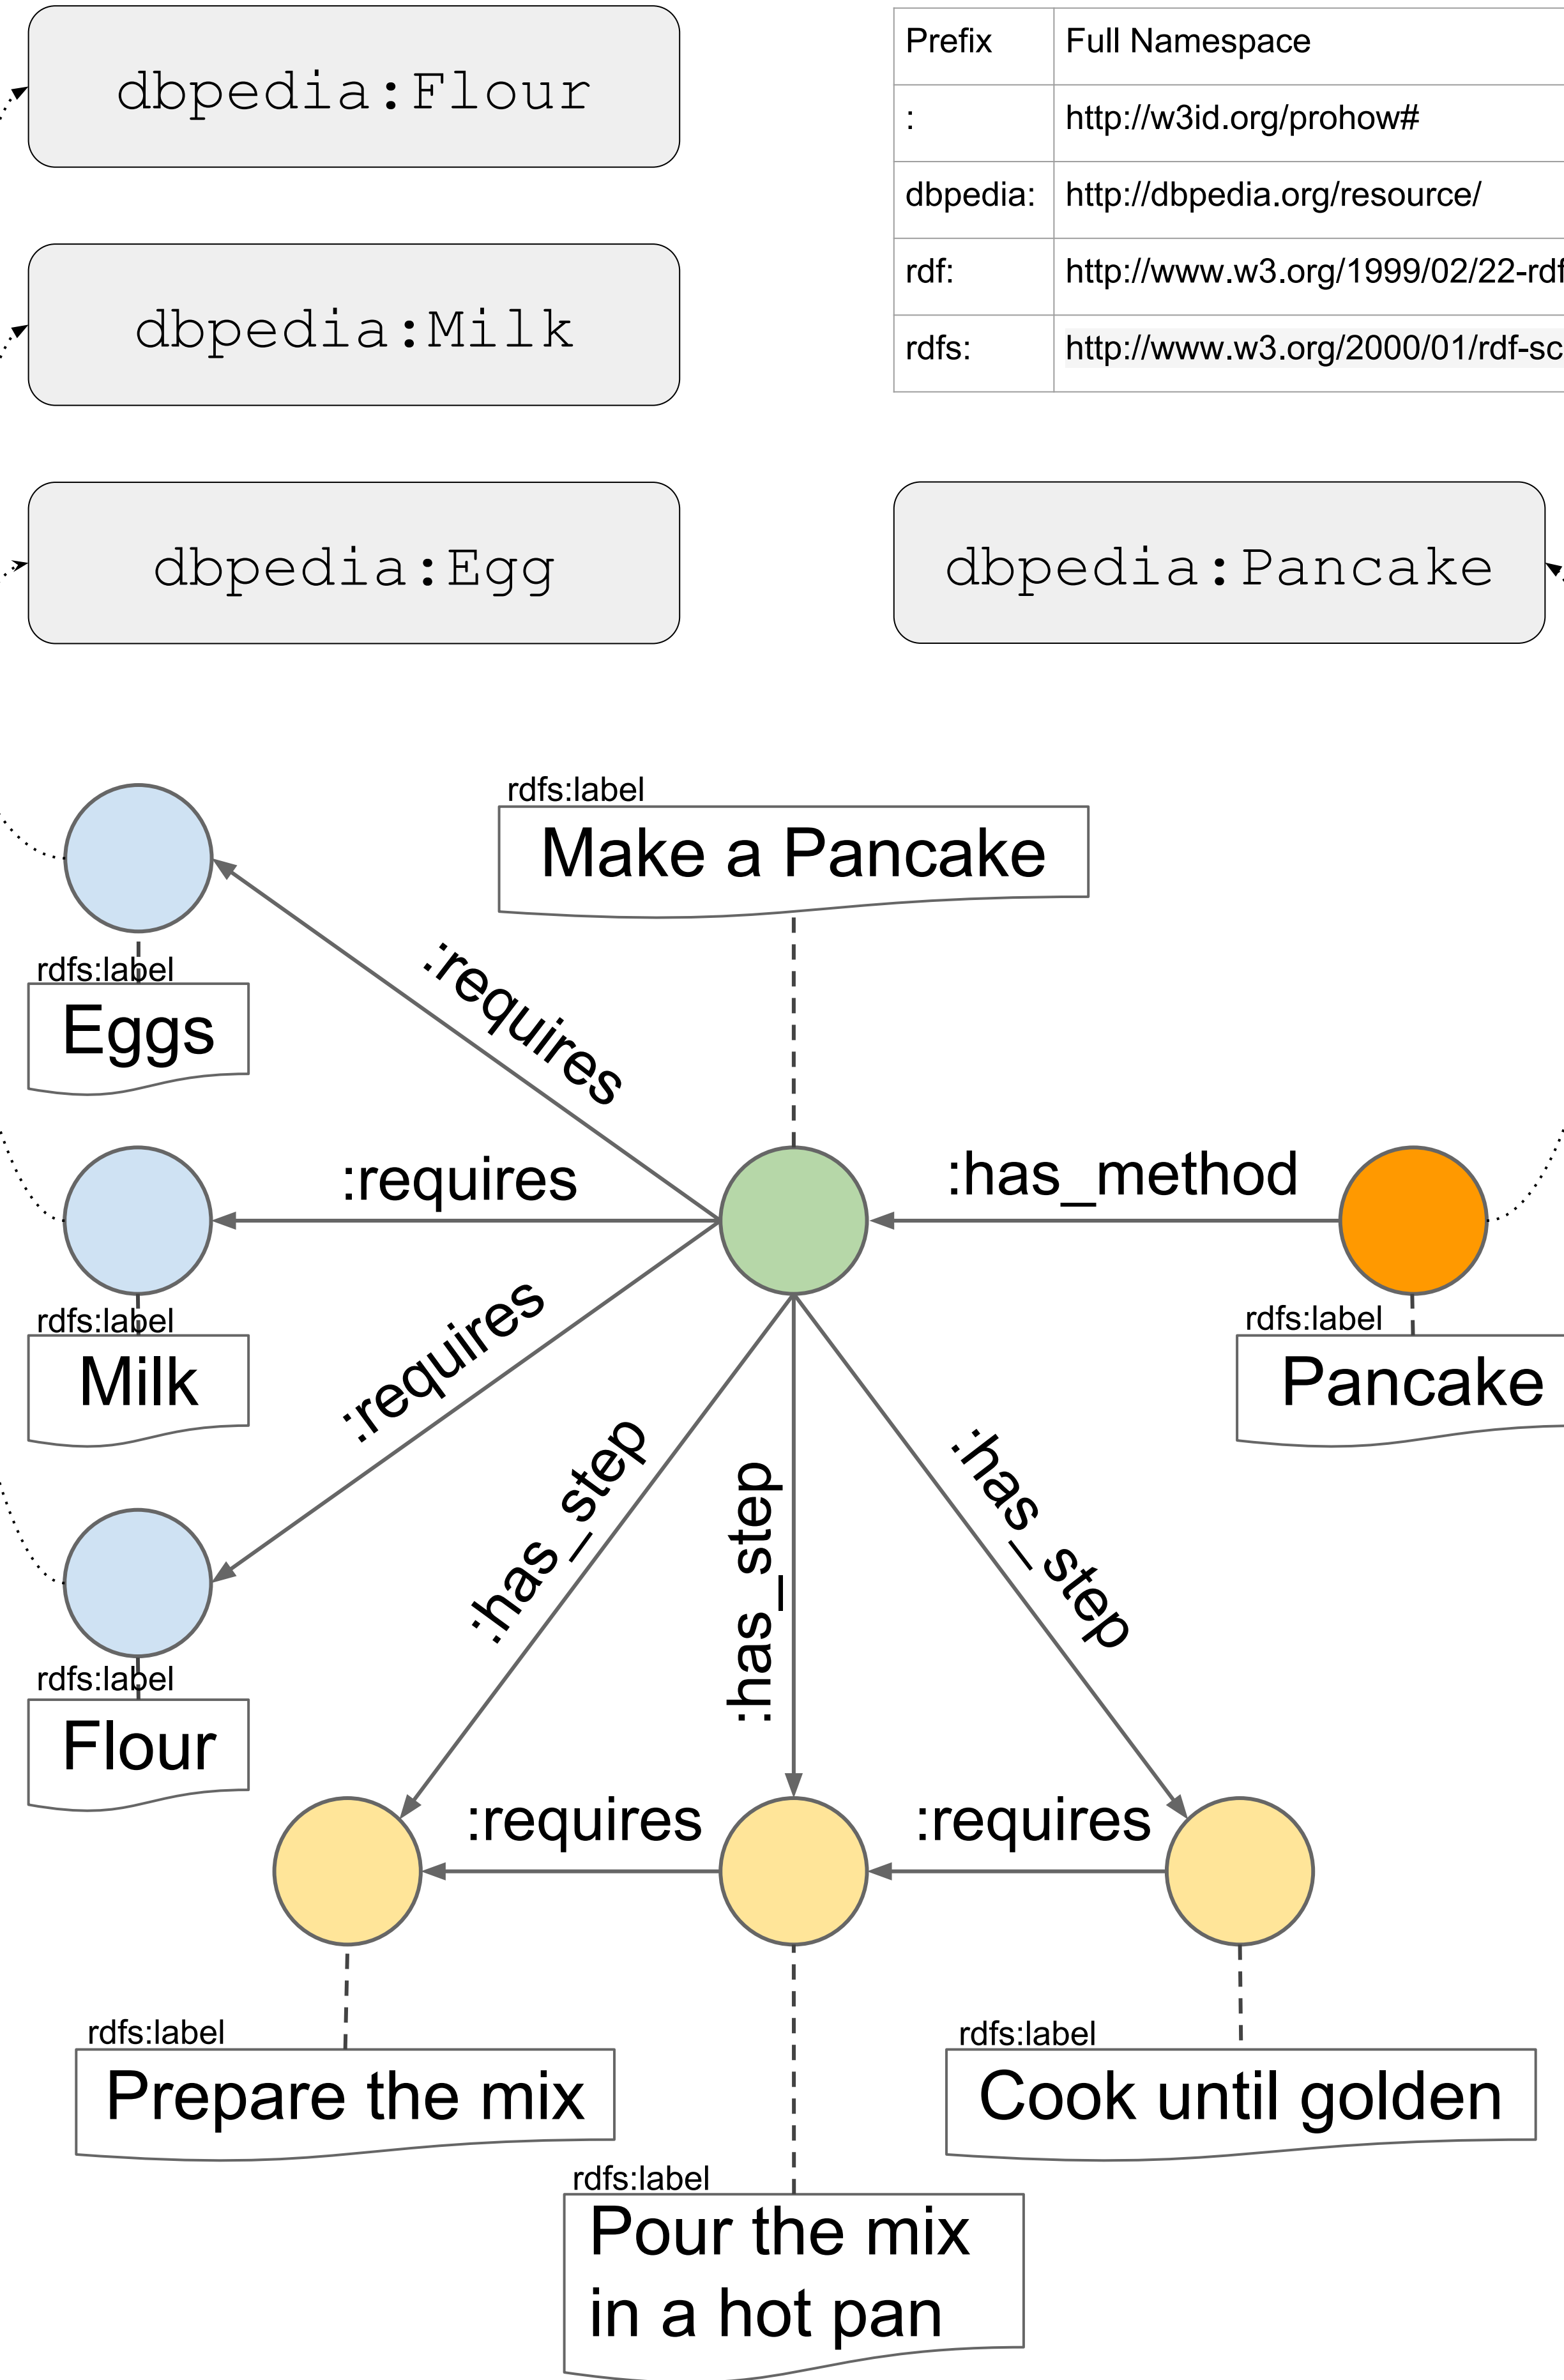 dbpedia:Flour
dbpedia:Milk
dbpedia:Egg
Prefix Full Namespace
: http://w3id.org/prohow#
dbpedia: http://dbpedia.org/resource/
rdf: http://www.w3.org/1999/02/22-rdf
rdfs: http://www.w3.org/2000/01/rdf-sc
dbpedia:Pancake
rdfs:label
Make a Pancake
:requires
rdfs:label
Eggs
:requires
:has_method
rdfs:label
Milk
rdfs:label
Pancake
:requires
:has_step
:has_step
:has_step
rdfs:label
Flour
:requires
:requires
rdfs:label
Prepare the mix
rdfs:label
Cook until golden
rdfs:label
Pour the mix
in a hot pan